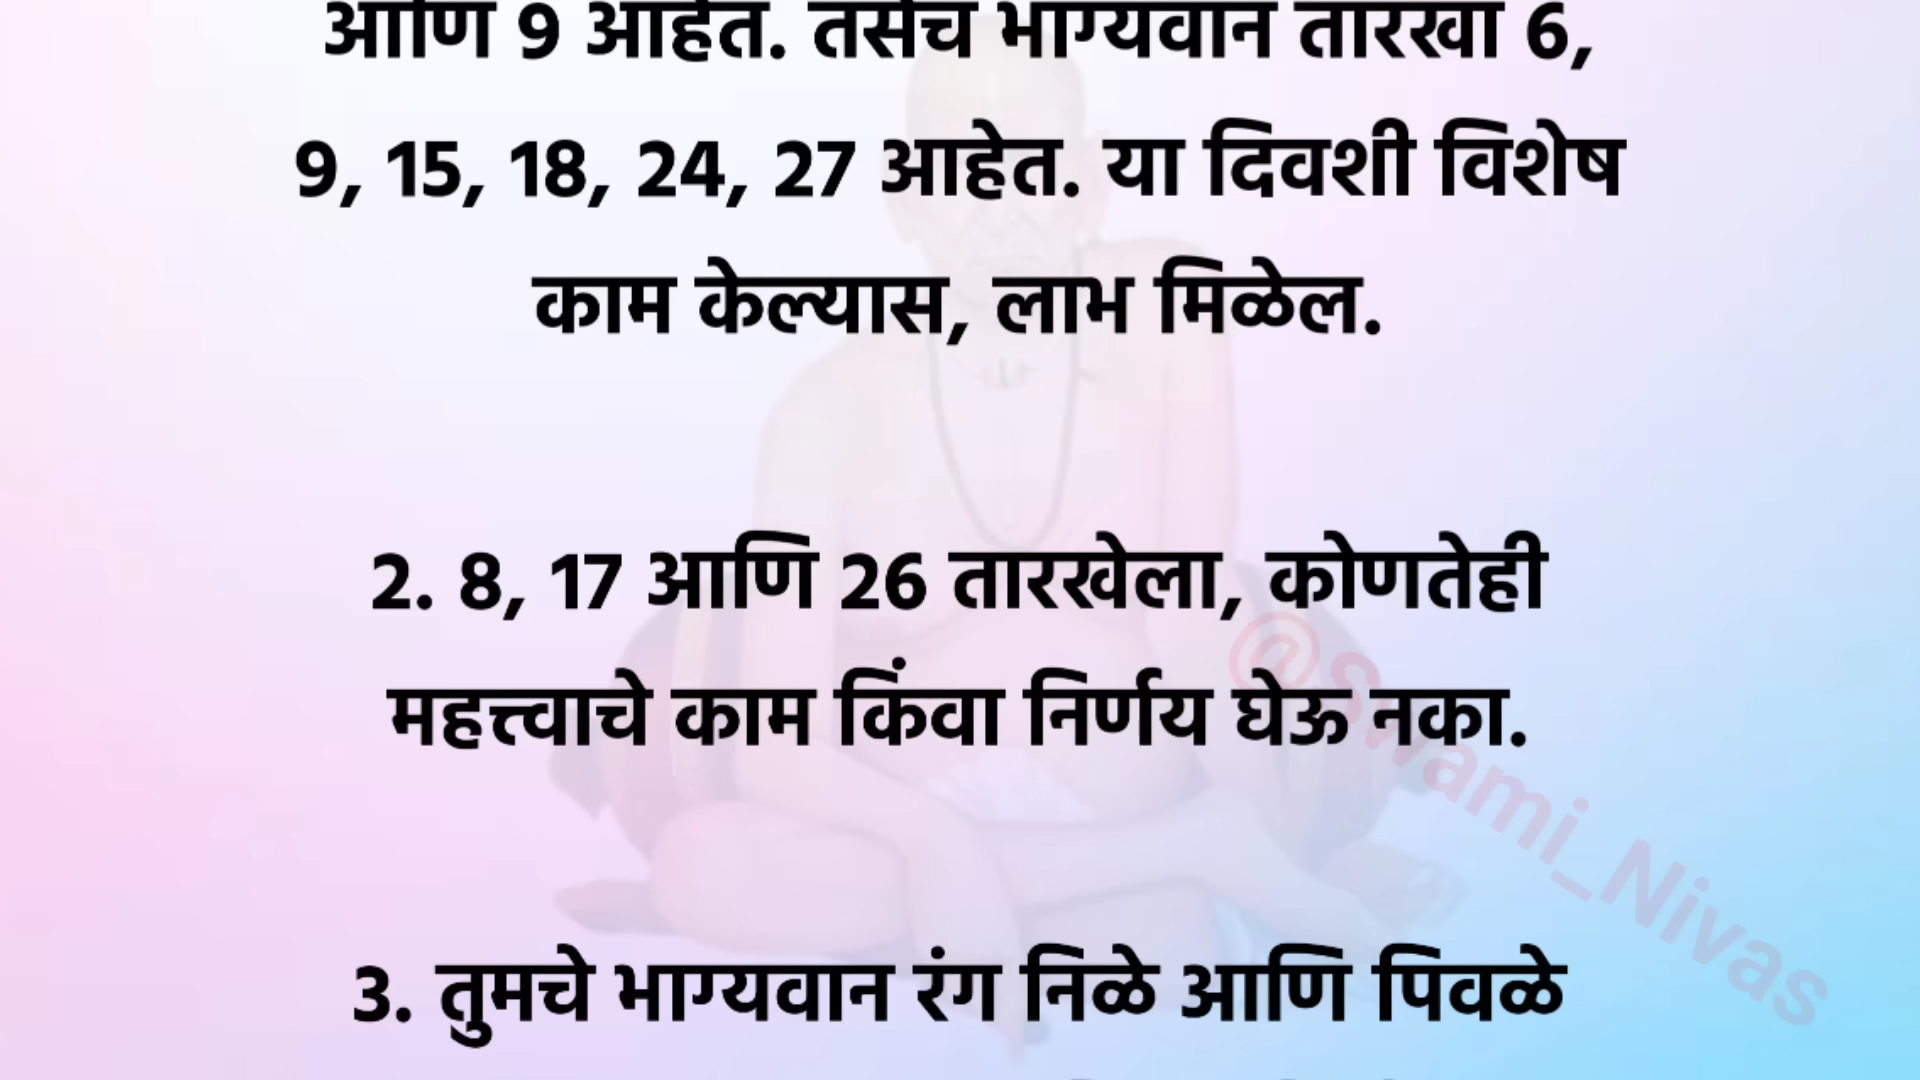 आणि 9 आहेत. तसेच भाग्यवान तारखा 6,
9, 15, 18, 24, 27 आहेत. या दिवशी विशेष
काम केल्यास, लाभ मिळेल.
2. 8, 17 आणि 26 तारखेला, कोणतेही
महत्त्वाचे काम किंवा निर्णय घेऊ नका.
3. तुमचे भाग्यवान रंग निळे आणि पिवळे
@Swami_Nivas